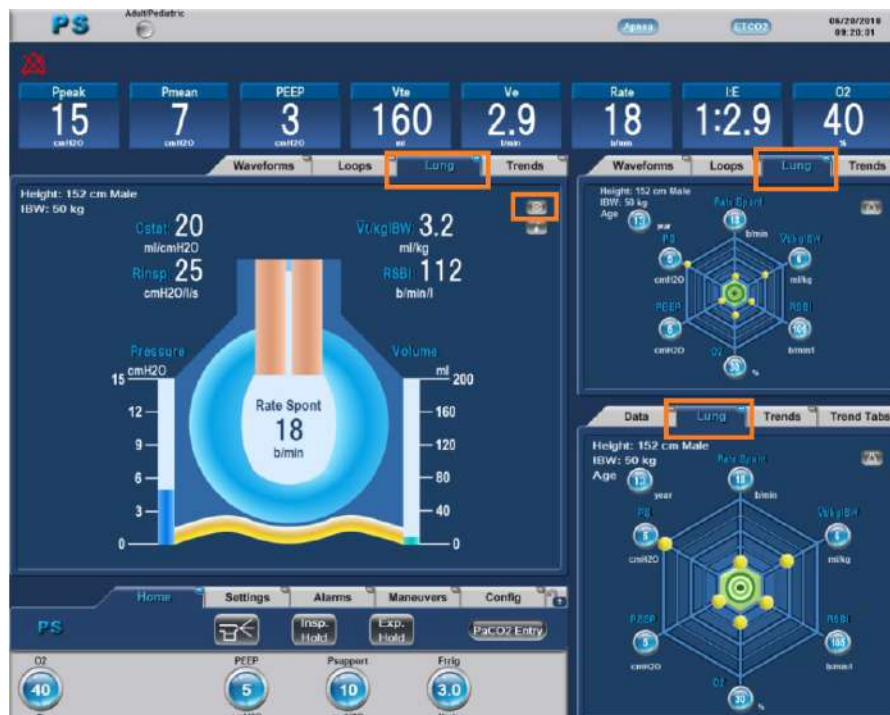 PS
Adult/Pediatric
Apnea
ETCO2
06/20/2018
09:20:01
Ppeak
15
cmH2O
Pmean
7
cmH2O
PEEP
3
cmH2O
Vte
160
ml
Ve
2.9
l/min
Rate
18
b/min
I:E
1:2.9
O2
40
%
Waveforms Loops Lung Trends
Height: 152 cm Male
IBW: 50 kg
Cstat: 20
ml/cmH2O
Vt/kgIBW: 3.2
ml/kg
Rinsp: 25
cmH2O/l/s
RSBI: 112
b/min/l
Pressure
cmH2O
Volume
ml
15
12
9
6
3
0
200
160
120
80
40
0
Rate Spont
18
b/min
Waveforms Loops Lung Trends
Height: 152 cm Male
IBW: 50 kg
Age
year
Rate Spont
18
b/min
PS
5
cmH2O
Vt/kgIBW
6
ml/kg
PEEP
5
cmH2O
RSBI
105
b/min/l
O2
30
%
Data Lung Trends Trend Tabs
Height: 152 cm Male
IBW: 50 kg
Age
year
Rate Spont
18
b/min
PS
5
cmH2O
Vt/kgIBW
6
ml/kg
PEEP
5
cmH2O
RSBI
105
b/min/l
O2
30
%
Home Settings Alarms Maneuvers Config
PS
Insp.
Hold
Exp.
Hold
PaCO2 Entry
O2
40
PEEP
5
Psupport
10
Ftrig
3.0